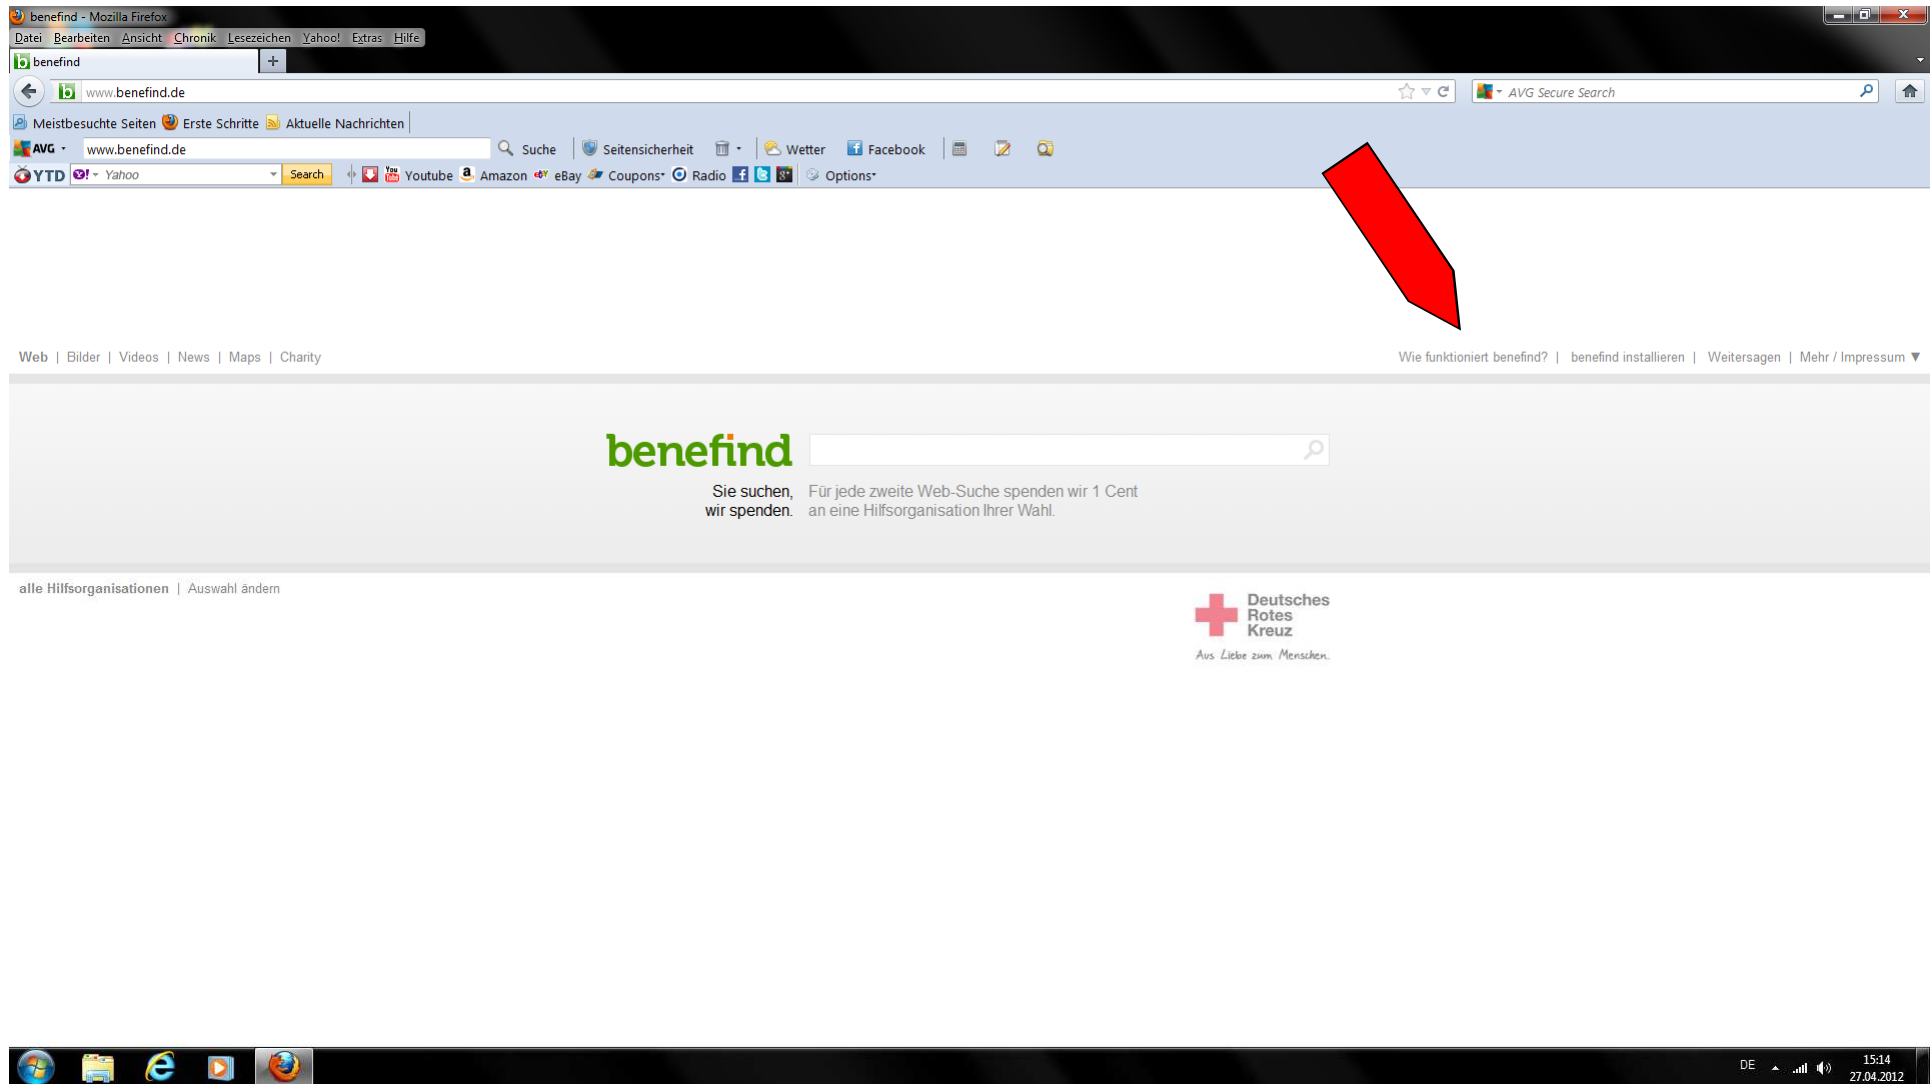 benefind - Mozilla Firefox
Datei Bearbeiten Ansicht Chronik Lesezeichen Yahoo! Extras Hilfe
benefind
www.benefind.de
AVG Secure Search
Meistbesuchte Seiten Erste Schritte Aktuelle Nachrichten
AVG www.benefind.de Suche Seitensicherheit Wetter Facebook
YTD Yahoo Search You Tube Youtube Amazon eBay Coupons Radio Options
Web | Bilder | Videos | News | Maps | Charity
Wie funktioniert benefind? | benefind installieren | Weitersagen | Mehr / Impressum ▼
benefind
Sie suchen,
wir spenden.
Für jede zweite Web-Suche spenden wir 1 Cent
an eine Hilfsorganisation Ihrer Wahl.
alle Hilfsorganisationen | Auswahl ändern
Deutsches
Rotes
Kreuz
Aus Liebe zum Menschen.
DE
15:14
27.04.2012